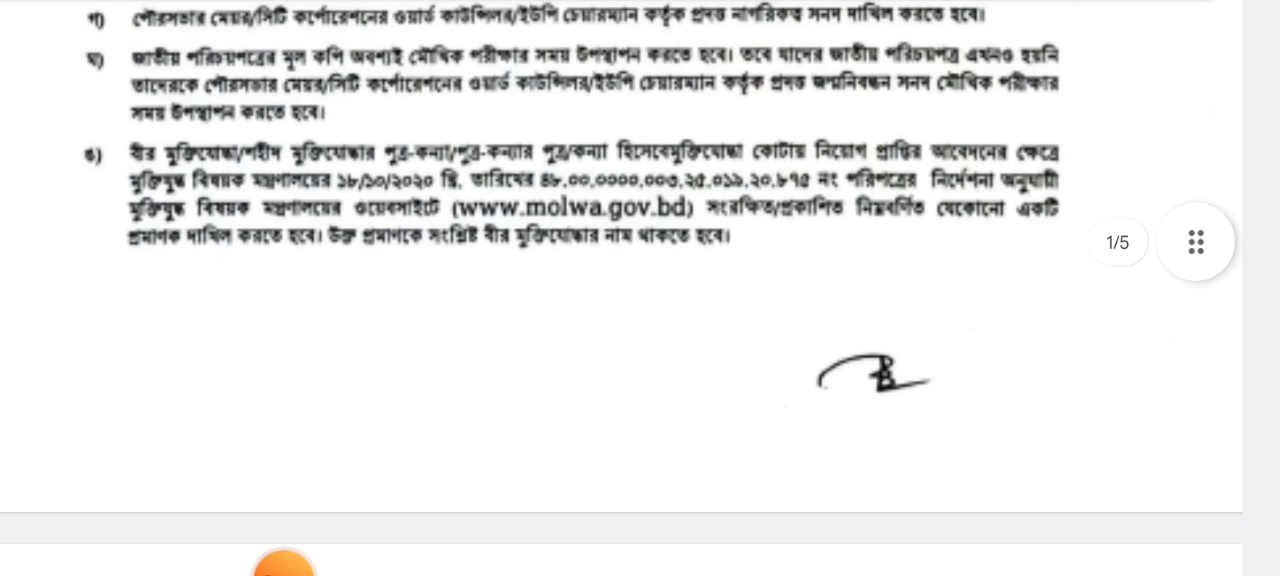 গ) পৌরসভার মেয়র/সিটি কর্পোরেশনের ওয়ার্ড কাউন্সিলর/ইউপি চেয়ারম্যান কর্তৃক প্রদত্ত নাগরিকত্ব সনদ দাখিল করতে হবে।
ঘ) জাতীয় পরিচয়পত্রের মূল কপি অবশ্যই মৌখিক পরীক্ষার সময় উপস্থাপন করতে হবে। তবে যাদের জাতীয় পরিচয়পত্র এখনও হয়নি
তাদেরকে পৌরসভার মেয়র/সিটি কর্পোরেশনের ওয়ার্ড কাউন্সিলর/ইউপি চেয়ারম্যান কর্তৃক প্রদত্ত জন্মনিবন্ধন সনদ মৌখিক পরীক্ষার
সময় উপস্থাপন করতে হবে।
ঙ) বীর মুক্তিযোদ্ধা/শহীদ মুক্তিযোদ্ধার পুত্র-কন্যা/পুত্র-কন্যার পুত্র/কন্যা হিসেবেমুক্তিযোদ্ধা কোটায় নিয়োগ প্রাপ্তির আবেদনের ক্ষেত্রে
মুক্তিযুদ্ধ বিষয়ক মন্ত্রণালয়ের ১৮/১০/২০২০ খ্রি. তারিখের ৪৮.০০.০০০০.০০৩.২৫.০১৯.২০.৮৭৫ নং পরিপত্রের নির্দেশনা অনুযায়ী
মুক্তিযুদ্ধ বিষয়ক মন্ত্রণালয়ের ওয়েবসাইটে (www.molwa.gov.bd) সংরক্ষিত/প্রকাশিত নিম্নবর্ণিত যেকোনো একটি
প্রমাণক দাখিল করতে হবে। উক্ত প্রমাণকে সংশ্লিষ্ট বীর মুক্তিযোদ্ধার নাম থাকতে হবে।
1/5